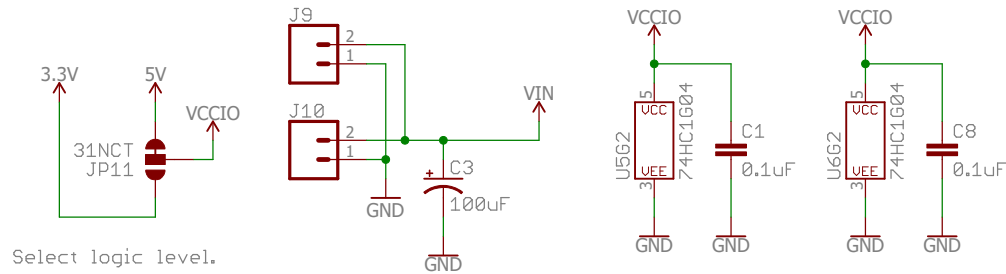 3.3V
5V
VCCIO
31NCT
JP11
Select logic level.
J9
2
1
J10
2
1
VIN
C3
+
100uF
GND
GND
VCCIO
5
VCC
U5G2
74HC1G04
VEE
3
C1
0.1uF
GND
GND
VCCIO
5
VCC
U6G2
74HC1G04
VEE
3
C8
0.1uF
GND
GND